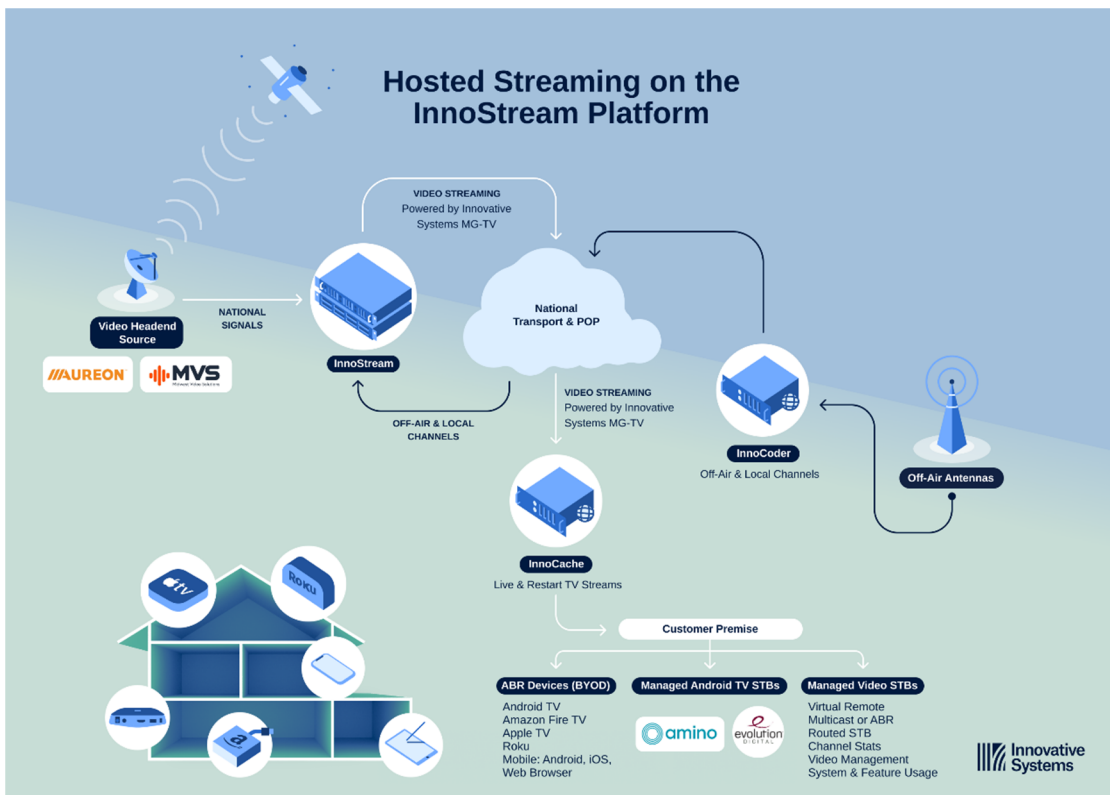 Hosted Streaming on the
InnoStream Platform
VIDEO STREAMING
Powered by Innovative
Systems MG-TV
NATIONAL
SIGNALS
Video Headend
Source
AUREON
MVS
Midwest Video Solutions
InnoStream
National
Transport & POP
OFF-AIR & LOCAL
CHANNELS
VIDEO STREAMING
Powered by Innovative
Systems MG-TV
InnoCoder
Off-Air & Local Channels
Off-Air Antennas
InnoCache
Live & Restart TV Streams
Customer Premise
ABR Devices (BYOD)
Android TV
Amazon Fire TV
Apple TV
Roku
Mobile: Android, iOS,
Web Browser
Managed Android TV STBs
amino
evolution
DIGITAL
Managed Video STBs
Virtual Remote
Multicast or ABR
Routed STB
Channel Stats
Video Management
System & Feature Usage
tv
Roku
a
Innovative
Systems